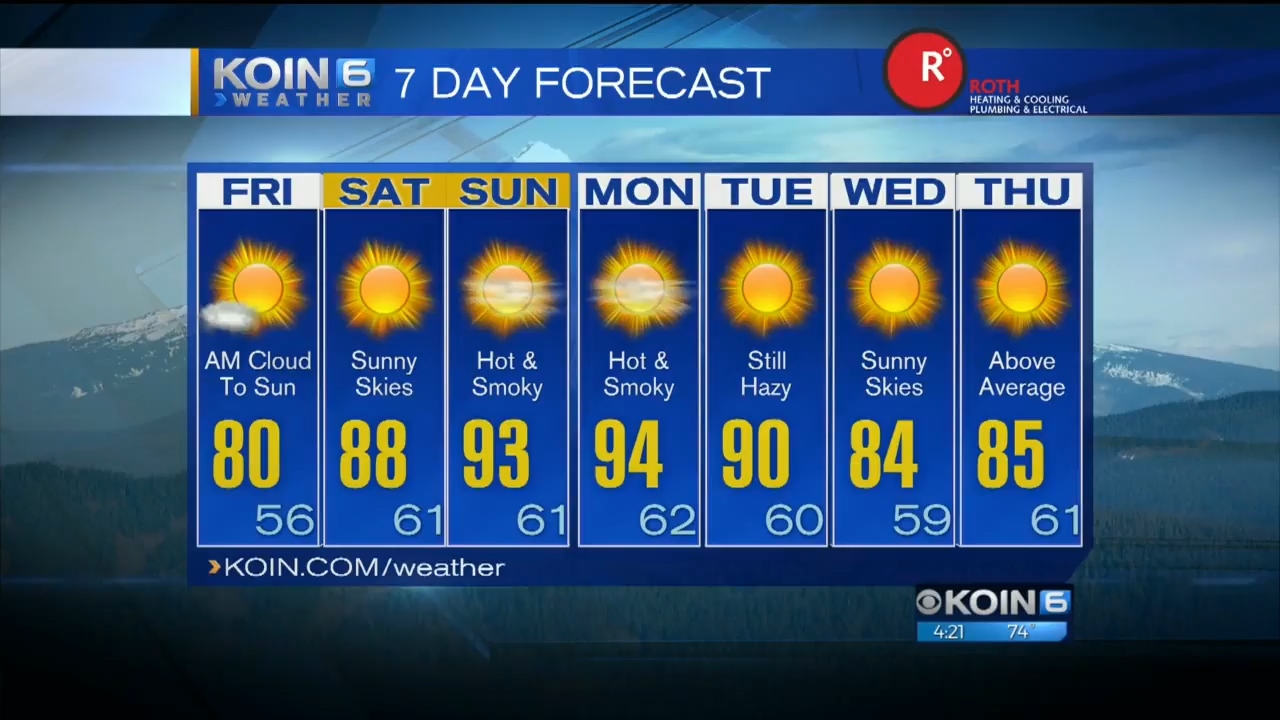 KOIN 6
WEATHER
7 DAY FORECAST
R°
ROTH
HEATING & COOLING
PLUMBING & ELECTRICAL
FRI
AM Cloud
To Sun
80
56
SAT
Sunny
Skies
88
61
SUN
Hot &
Smoky
93
61
MON
Hot &
Smoky
94
62
TUE
Still
Hazy
90
60
WED
Sunny
Skies
84
59
THU
Above
Average
85
61
KOIN.COM/weather
KOIN 6
4:21 74°